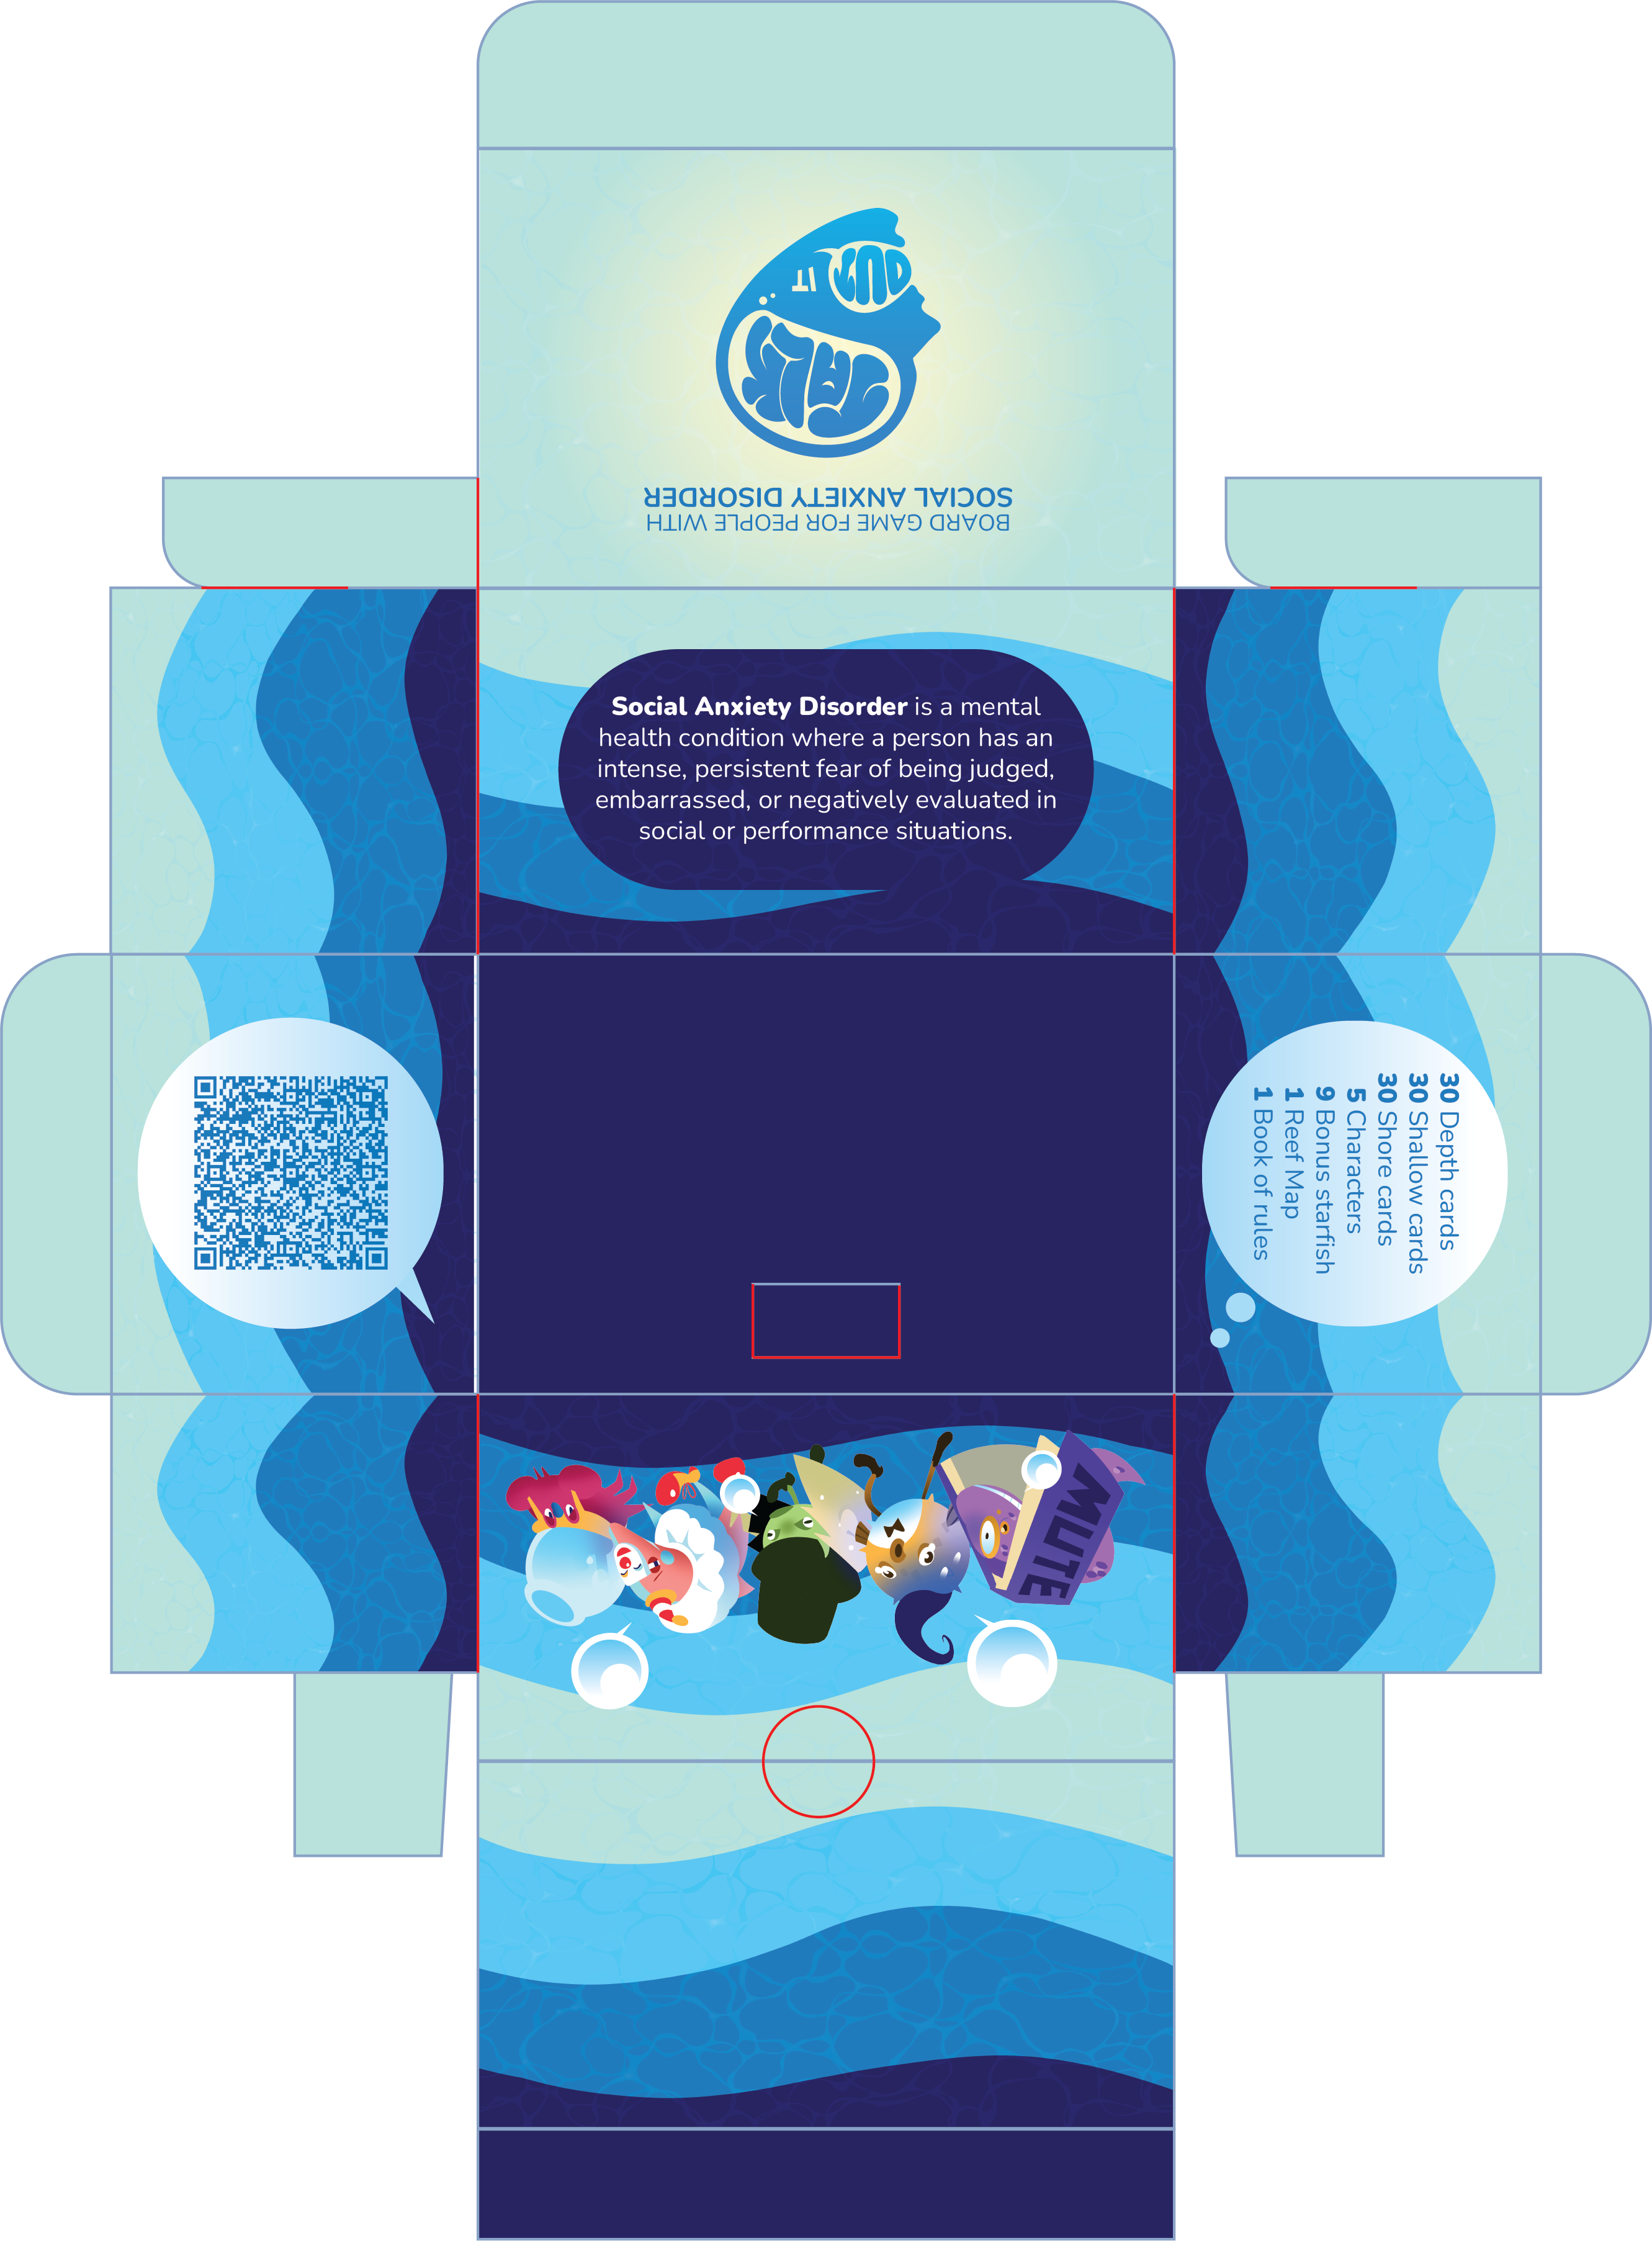 IT
BOARD GAME FOR PEOPLE WITH
SOCIAL ANXIETY DISORDER
Social Anxiety Disorder is a mental
health condition where a person has an
intense, persistent fear of being judged,
embarrassed, or negatively evaluated in
social or performance situations.
30 Depth cards
30 Shallow cards
30 Shore cards
5 Characters
9 Bonus starfish
1 Reef Map
1 Book of rules
MUTE